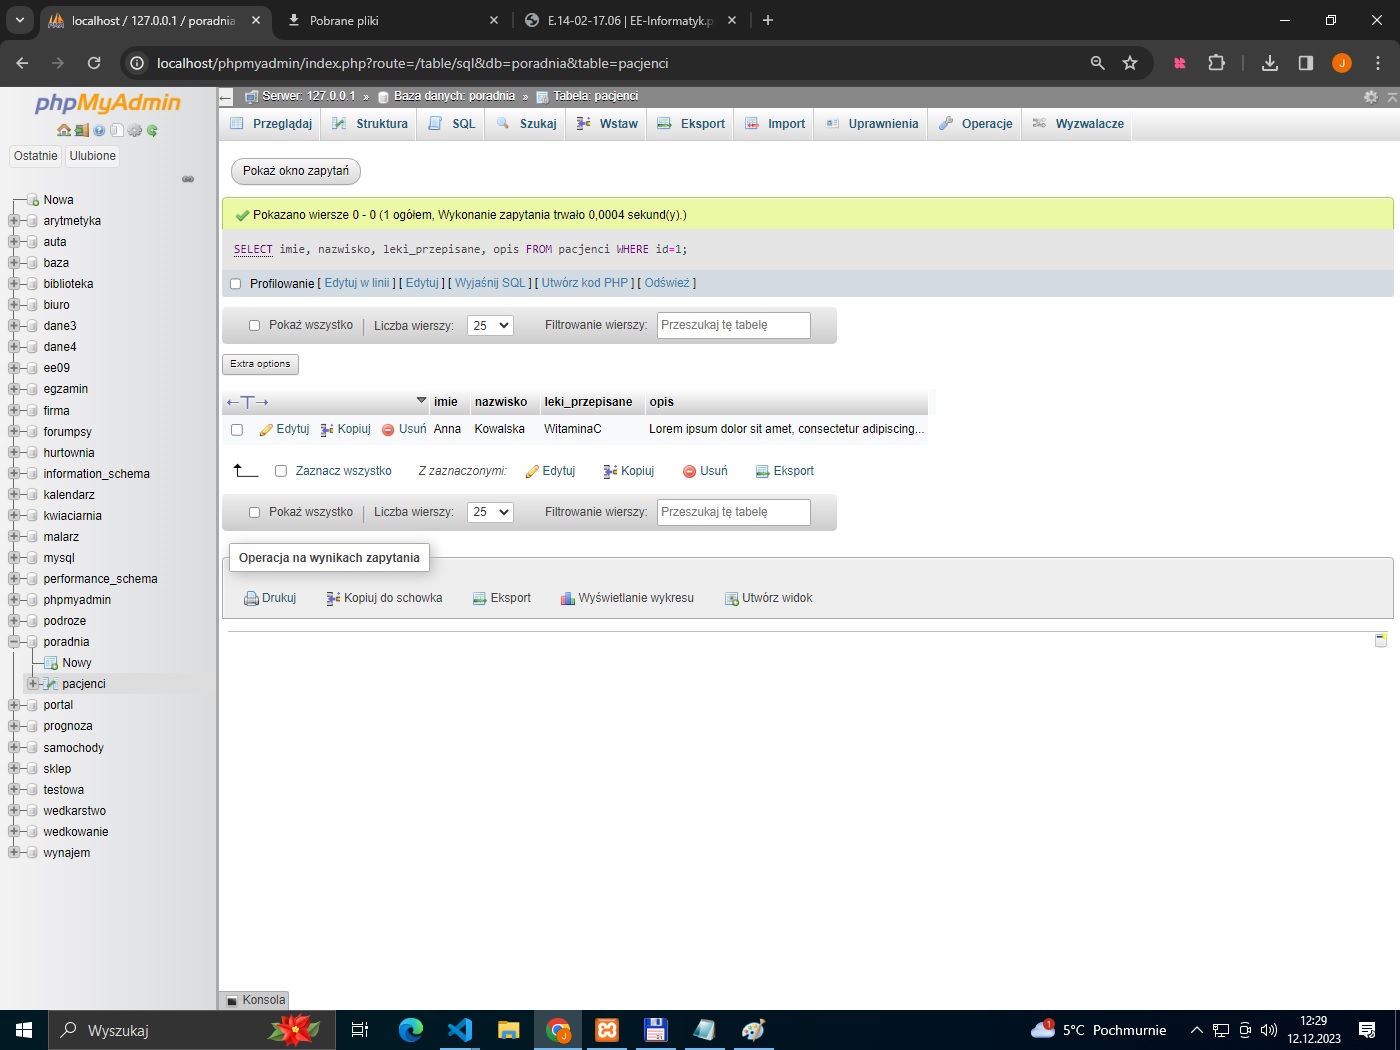 localhost / 127.0.0.1 / poradnia
Pobrane pliki
E.14-02-17.06 | EE-Informatyk.p
localhost/phpmyadmin/index.php?route=/table/sql&db=poradnia&table=pacjenci
J
phpMyAdmin
Ostatnie
Ulubione
Nowa
arytmetyka
auta
baza
biblioteka
biuro
dane3
dane4
ee09
egzamin
firma
forumpsy
hurtownia
information_schema
kalendarz
kwiaciarnia
malarz
mysql
performance_schema
phpmyadmin
podroze
poradnia
Nowy
pacjenci
portal
prognoza
samochody
sklep
testowa
wedkarstwo
wedkowanie
wynajem
Serwer: 127.0.0.1 » Baza danych: poradnia » Tabela: pacjenci
Przeglądaj Struktura SQL Szukaj Wstaw Eksport Import Uprawnienia Operacje Wyzwalacze
Pokaż okno zapytań
Pokazano wiersze 0 - 0 (1 ogółem, Wykonanie zapytania trwało 0,0004 sekund(y).)
SELECT imie, nazwisko, leki_przepisane, opis FROM pacjenci WHERE id=1;
Profilowanie [ Edytuj w linii ] [ Edytuj ] [ Wyjaśnij SQL ] [ Utwórz kod PHP ] [ Odśwież ]
Pokaż wszystko | Liczba wierszy: 25 Filtrowanie wierszy: Przeszukaj tę tabelę
Extra options
←T→ imie nazwisko leki_przepisane opis
Edytuj Kopiuj Usuń Anna Kowalska WitaminaC Lorem ipsum dolor sit amet, consectetur adipiscing...
Zaznacz wszystko Z zaznaczonymi: Edytuj Kopiuj Usuń Eksport
Pokaż wszystko | Liczba wierszy: 25 Filtrowanie wierszy: Przeszukaj tę tabelę
Operacja na wynikach zapytania
Drukuj Kopiuj do schowka Eksport Wyświetlanie wykresu Utwórz widok
Konsola
Wyszukaj
1
5°C Pochmurnie
12:29
12.12.2023